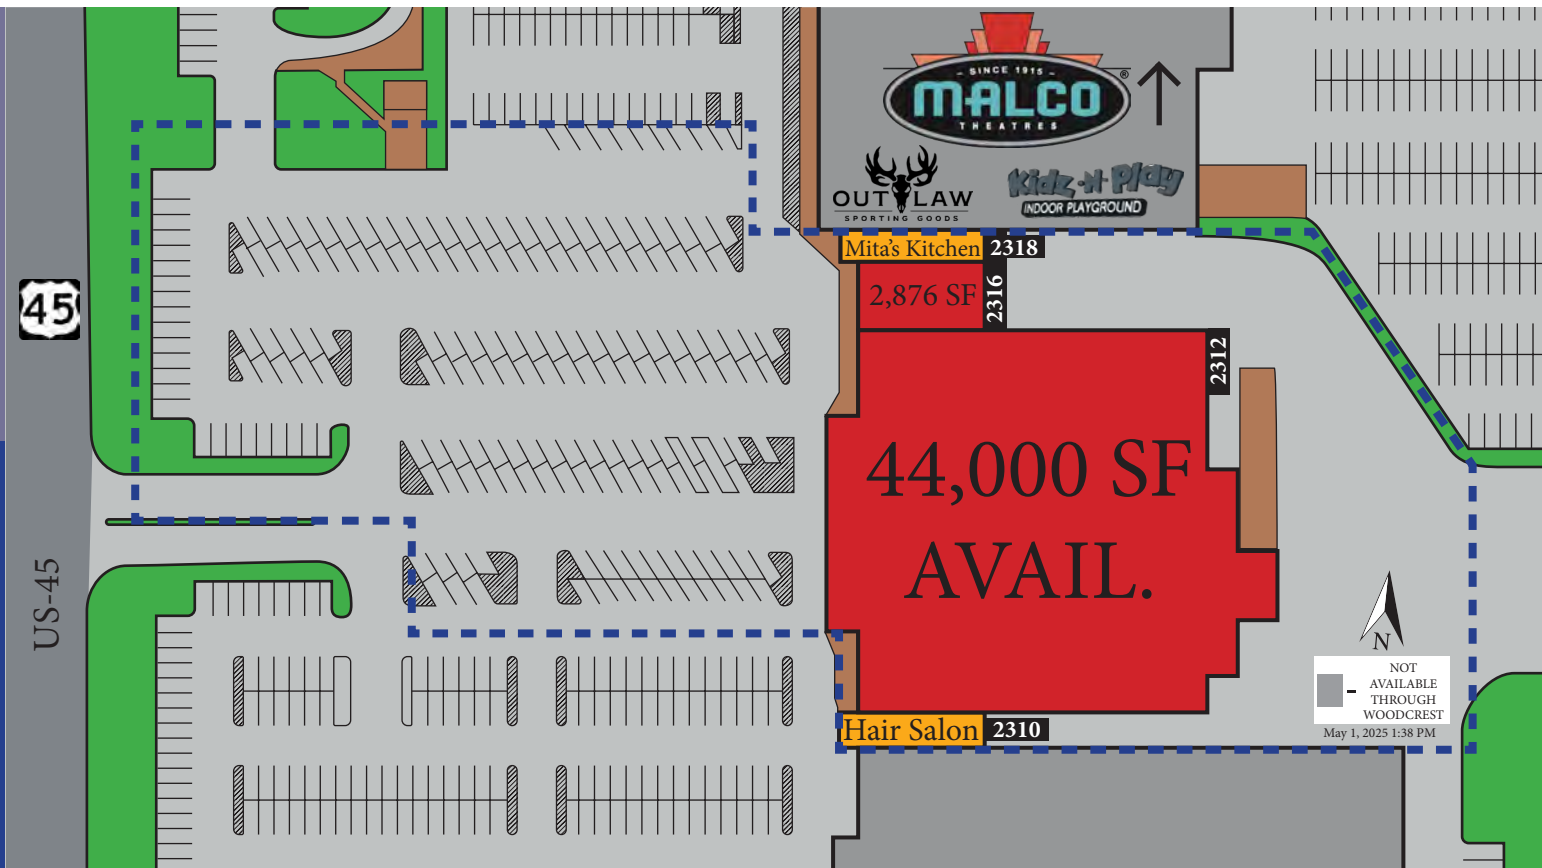 - SINCE 1915 -
MALCO
®
THEATRES
OUTLAW
SPORTING GOODS
Kidz-N-Play
INDOOR PLAYGROUND
Mita's Kitchen
2318
2,876 SF
2316
2312
45
44,000 SF
AVAIL.
US-45
N
NOT
AVAILABLE
THROUGH
WOODCREST
May 1, 2025 1:38 PM
Hair Salon
2310